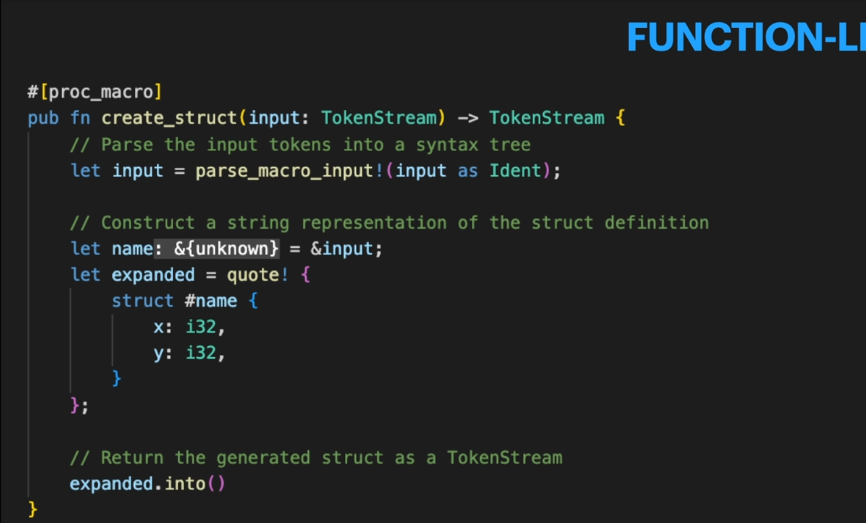 FUNCTION-LI
#[proc_macro]
pub fn create_struct(input: TokenStream) -> TokenStream {
    // Parse the input tokens into a syntax tree
    let input = parse_macro_input!(input as Ident);

    // Construct a string representation of the struct definition
    let name: &{unknown} = &input;
    let expanded = quote! {
        struct #name {
            x: i32,
            y: i32,
        }
    };

    // Return the generated struct as a TokenStream
    expanded.into()
}